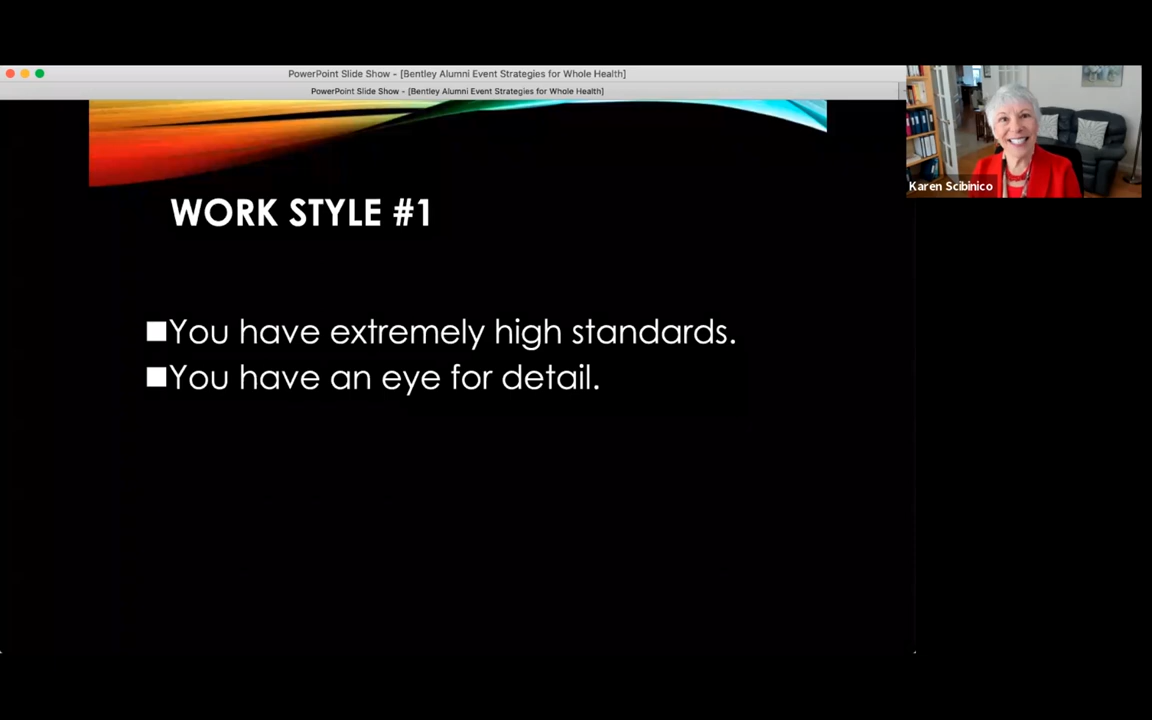 PowerPoint Slide Show - [Bentley Alumni Event Strategies for Whole Health]
PowerPoint Slide Show - [Bentley Alumni Event Strategies for Whole Health]
Karen Scibinico
WORK STYLE #1
You have extremely high standards.
You have an eye for detail.